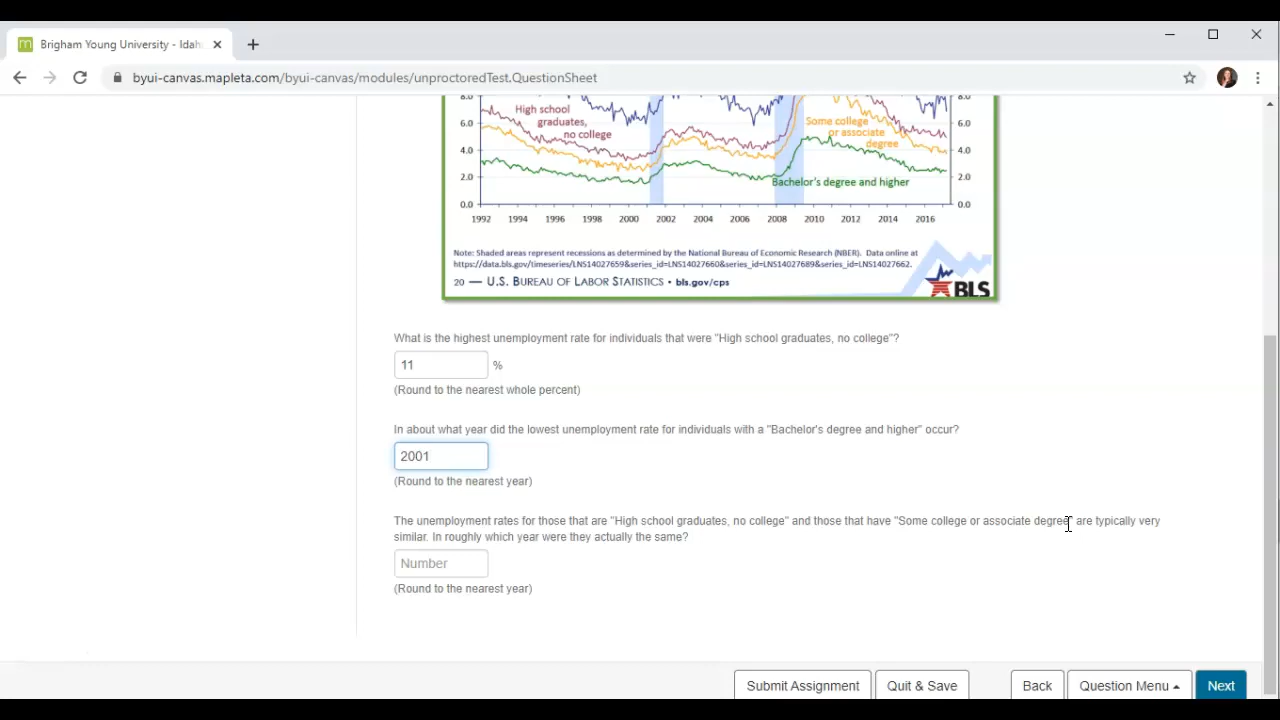 Brigham Young University - Idah
byui-canvas.mapleta.com/byui-canvas/modules/unproctoredTest.QuestionSheet
8.0 8.0
High school
graduates,
no college
Some college
or associate
degree
6.0 6.0
4.0 4.0
2.0 2.0
Bachelor's degree and higher
0.0 0.0
1992 1994 1996 1998 2000 2002 2004 2006 2008 2010 2012 2014 2016
Note: Shaded areas represent recessions as determined by the National Bureau of Economic Research (NBER). Data online at
https://data.bls.gov/timeseries/LNS14027659&series_id=LNS14027660&series_id=LNS14027689&series_id=LNS14027662.
20 — U.S. BUREAU OF LABOR STATISTICS • bls.gov/cps
BLS
What is the highest unemployment rate for individuals that were "High school graduates, no college"?
11 %
(Round to the nearest whole percent)
In about what year did the lowest unemployment rate for individuals with a "Bachelor's degree and higher" occur?
2001
(Round to the nearest year)
The unemployment rates for those that are "High school graduates, no college" and those that have "Some college or associate degree" are typically very
similar. In roughly which year were they actually the same?
Number
(Round to the nearest year)
Submit Assignment Quit & Save Back Question Menu Next